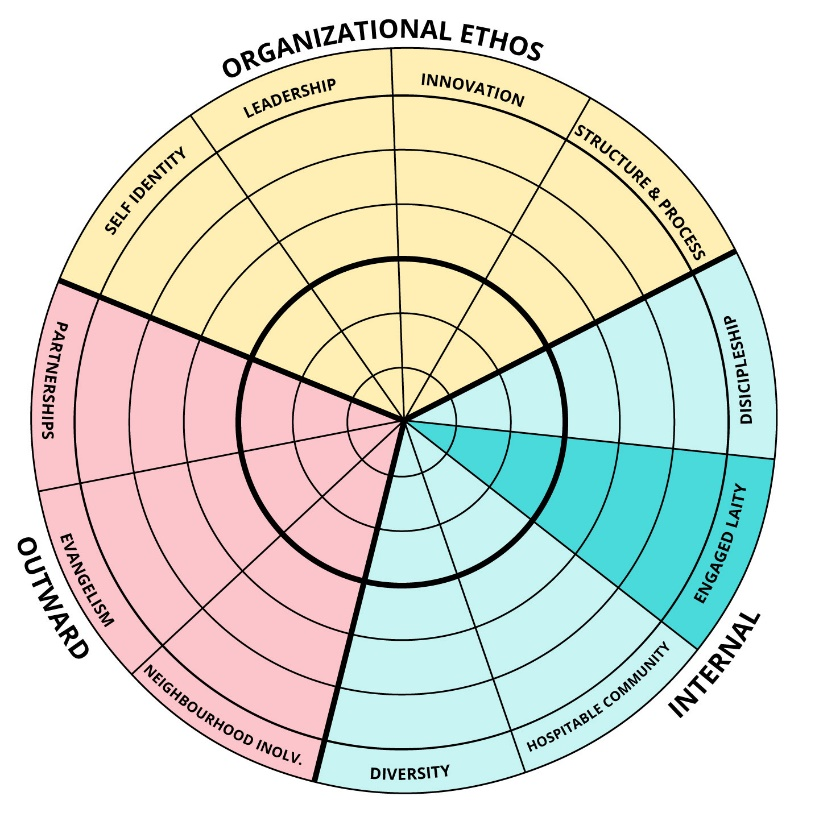 ORGANIZATIONAL ETHOS
SELF IDENTITY
LEADERSHIP
INNOVATION
STRUCTURE & PROCESS
DISICIPLESHIP
ENGAGED LAITY
HOSPITABLE COMMUNITY
INTERNAL
DIVERSITY
NEIGHBOURHOOD INOLV.
EVANGELISM
OUTWARD
PARTNERSHIPS